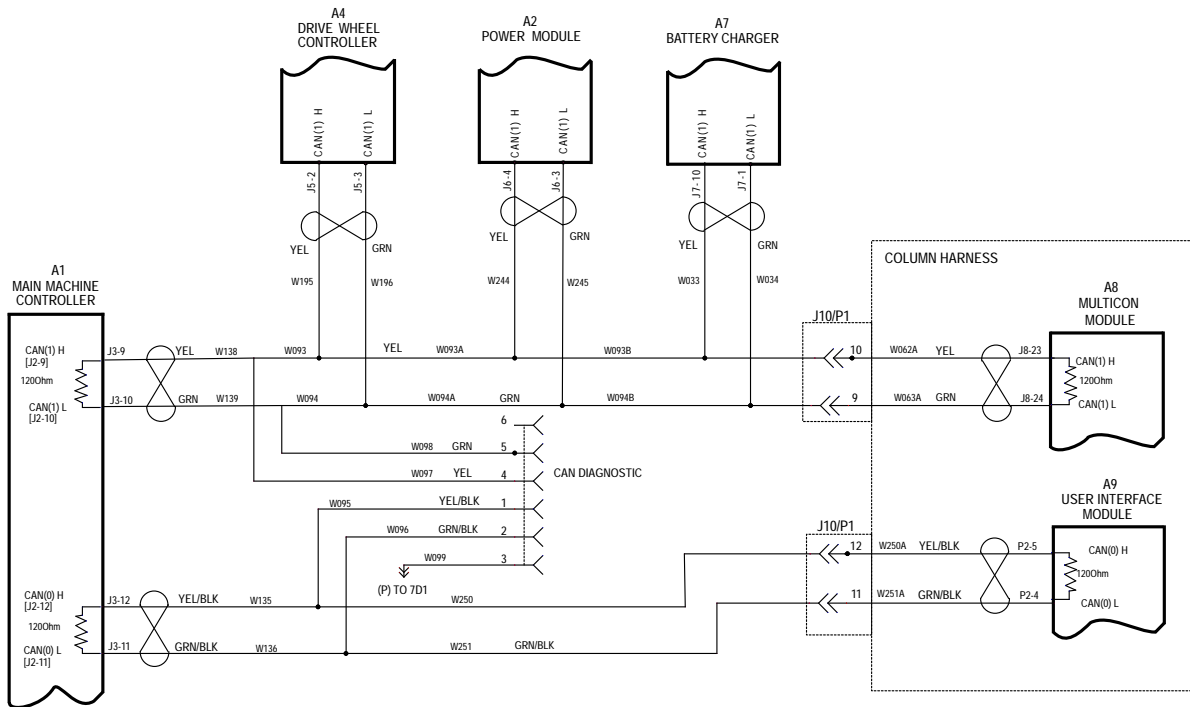 A4
DRIVE WHEEL
CONTROLLER
A2
POWER MODULE
A7
BATTERY CHARGER
CAN(1) H
CAN(1) L
CAN(1) H
CAN(1) L
CAN(1) H
CAN(1) L
J5-2
J5-3
J6-4
J6-3
J7-10
J7-1
YEL
GRN
YEL
GRN
YEL
GRN
W195
W196
W244
W245
W033
W034
COLUMN HARNESS
A1
MAIN MACHINE
CONTROLLER
A8
MULTICON
MODULE
J10/P1
CAN(1) H
[J2-9]
120Ohm
CAN(1) L
[J2-10]
J3-9
YEL
W138
W093
YEL
W093A
W093B
10
W062A
YEL
J8-23
CAN(1) H
120Ohm
CAN(1) L
J3-10
GRN
W139
W094
W094A
GRN
W094B
9
W063A
GRN
J8-24
6
W098
GRN
5
W097
YEL
4
CAN DIAGNOSTIC
W095
YEL/BLK
1
W096
GRN/BLK
2
W099
3
(P) TO 7D1
A9
USER INTERFACE
MODULE
J10/P1
12
W250A
YEL/BLK
P2-5
CAN(0) H
120Ohm
CAN(0) L
11
W251A
GRN/BLK
P2-4
CAN(0) H
[J2-12]
120Ohm
CAN(0) L
[J2-11]
J3-12
YEL/BLK
W135
W250
J3-11
GRN/BLK
W136
W251
GRN/BLK